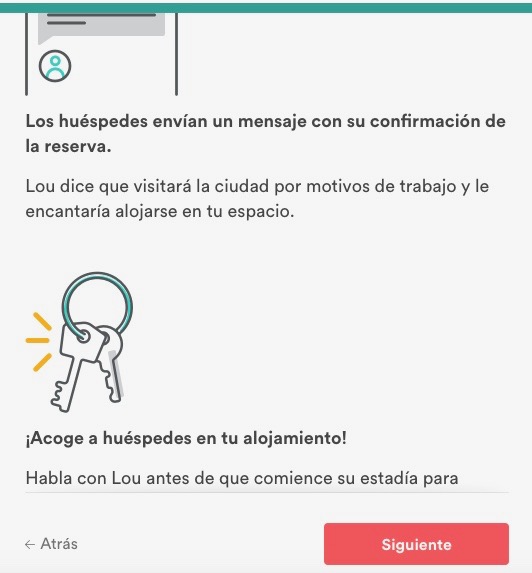 Los huéspedes envían un mensaje con su confirmación de
la reserva.
Lou dice que visitará la ciudad por motivos de trabajo y le
encantaría alojarse en tu espacio.
¡Acoge a huéspedes en tu alojamiento!
Habla con Lou antes de que comience su estadía para
← Atrás
Siguiente